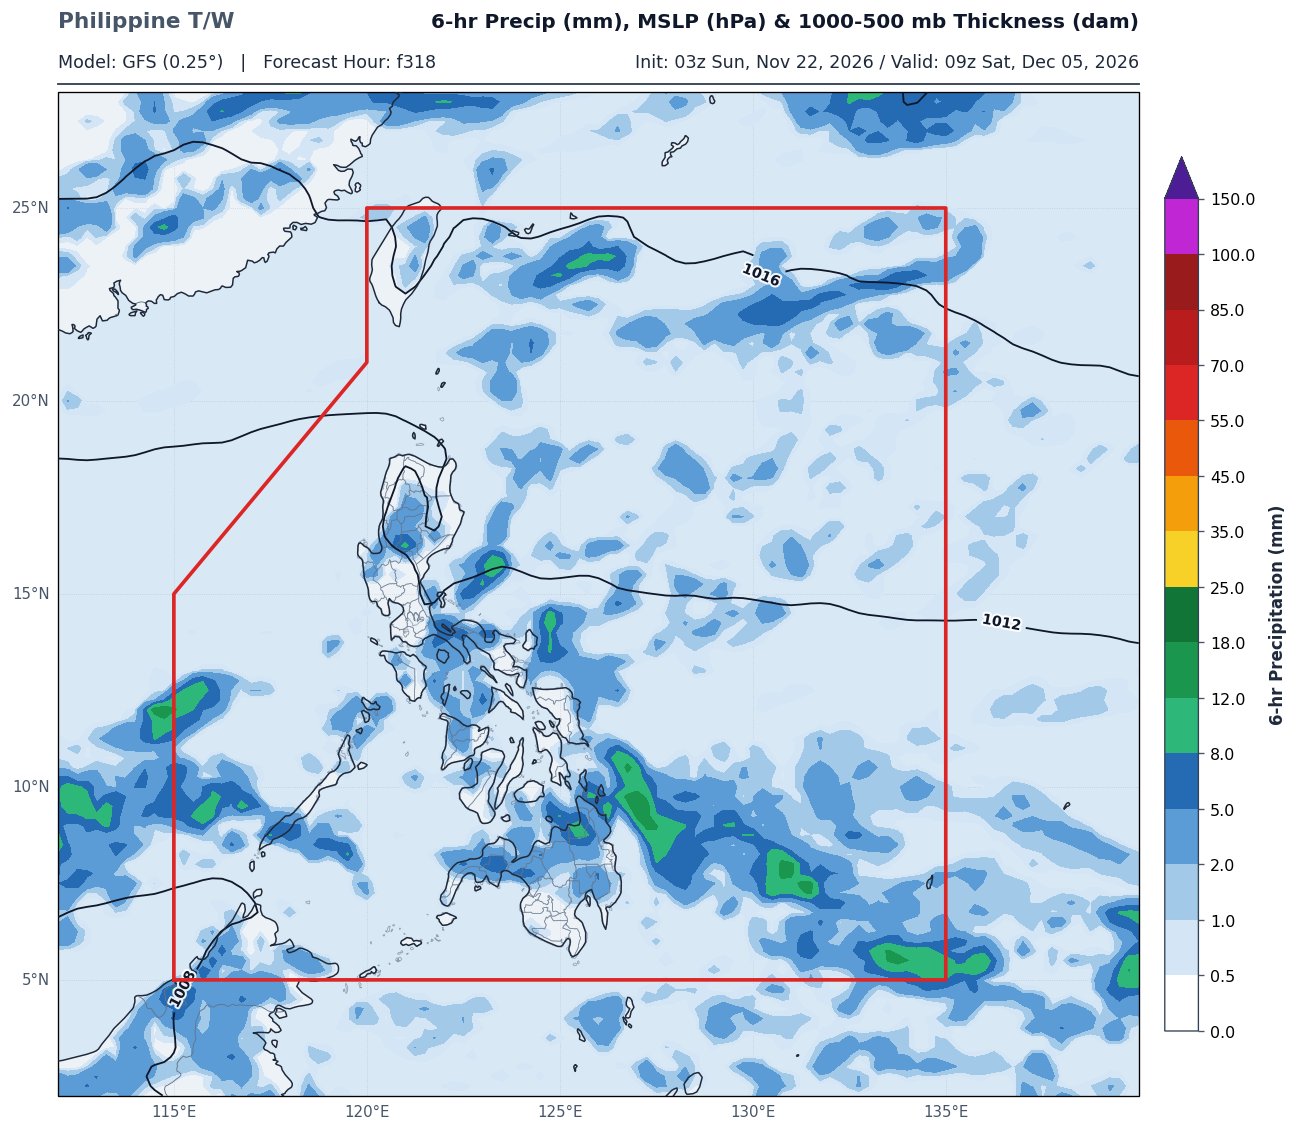 Philippine T/W
6-hr Precip (mm), MSLP (hPa) & 1000-500 mb Thickness (dam)
Model: GFS (0.25°) | Forecast Hour: f318
Init: 03z Sun, Nov 22, 2026 / Valid: 09z Sat, Dec 05, 2026
25°N
20°N
15°N
10°N
5°N
115°E
120°E
125°E
130°E
135°E
1016
1012
1008
150.0
100.0
85.0
70.0
55.0
45.0
35.0
25.0
18.0
12.0
8.0
5.0
2.0
1.0
0.5
0.0
6-hr Precipitation (mm)